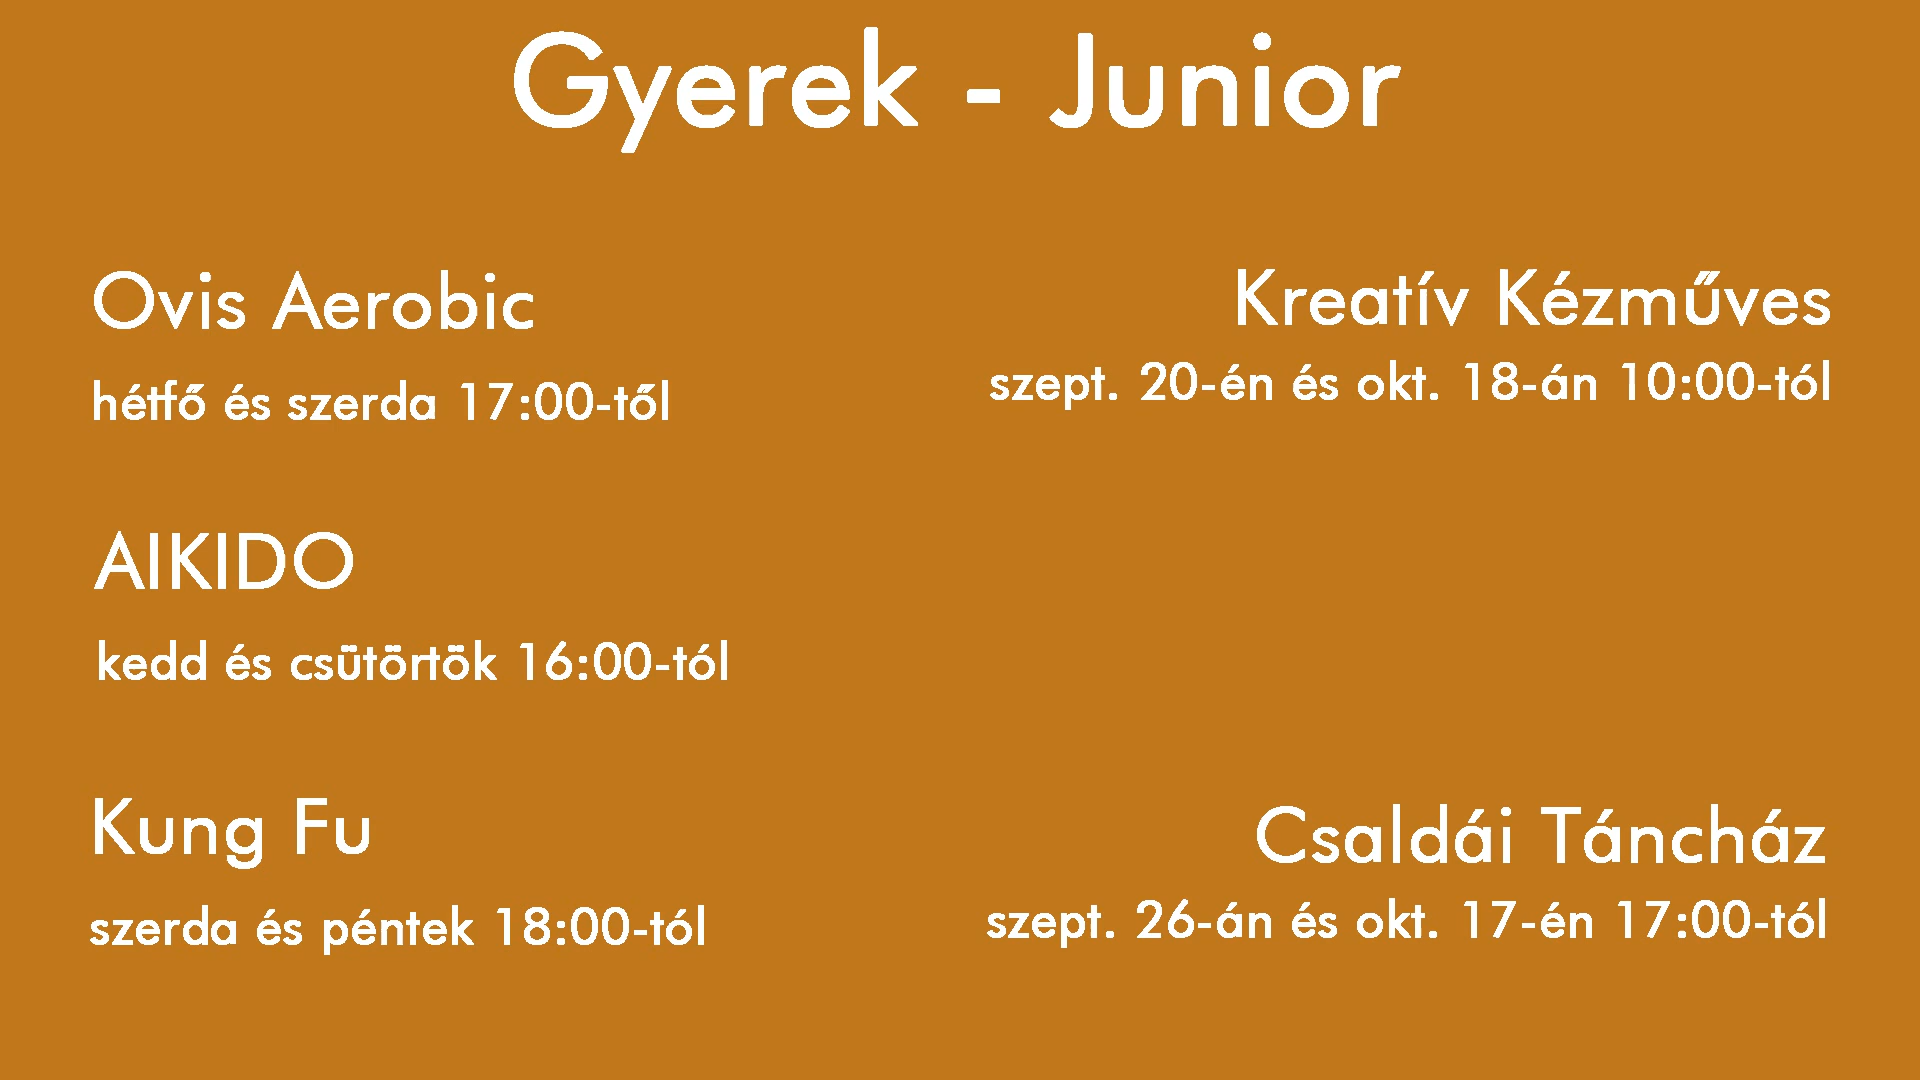 Gyerek - Junior
Ovis Aerobic
hétfő és szerda 17:00-től
AIKIDO
kedd és csütörtök 16:00-tól
Kung Fu
szerda és péntek 18:00-tól
Kreatív Kézműves
szept. 20-én és okt. 18-án 10:00-tól
Csaldái Táncház
szept. 26-án és okt. 17-én 17:00-tól